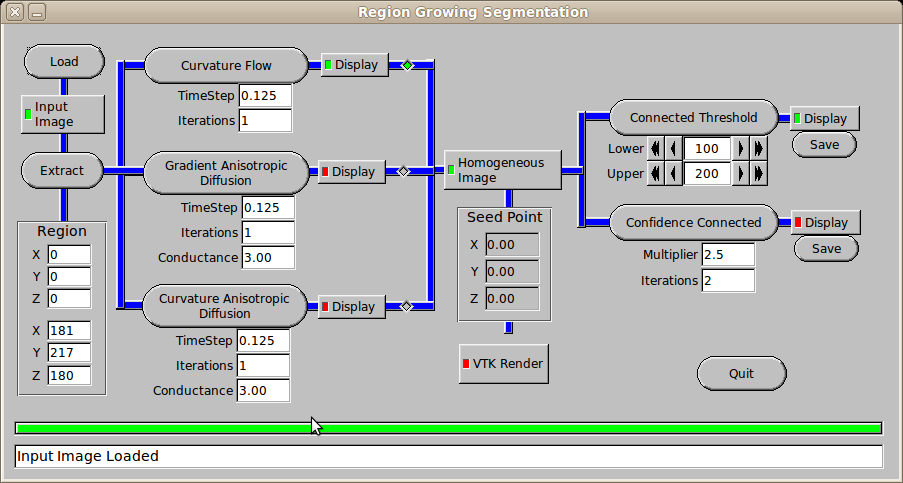 Region Growing Segmentation
Load
Input
Image
Extract
Region
X 0
Y 0
Z 0
X 181
Y 217
Z 180
Curvature Flow
Display
TimeStep 0.125
Iterations 1
Gradient Anisotropic
Diffusion
Display
TimeStep 0.125
Iterations 1
Conductance 3.00
Curvature Anisotropic
Diffusion
Display
TimeStep 0.125
Iterations 1
Conductance 3.00
Homogeneous
Image
Seed Point
X 0.00
Y 0.00
Z 0.00
VTK Render
Connected Threshold
Display
Save
Lower 100
Upper 200
Confidence Connected
Display
Save
Multiplier 2.5
Iterations 2
Quit
Input Image Loaded